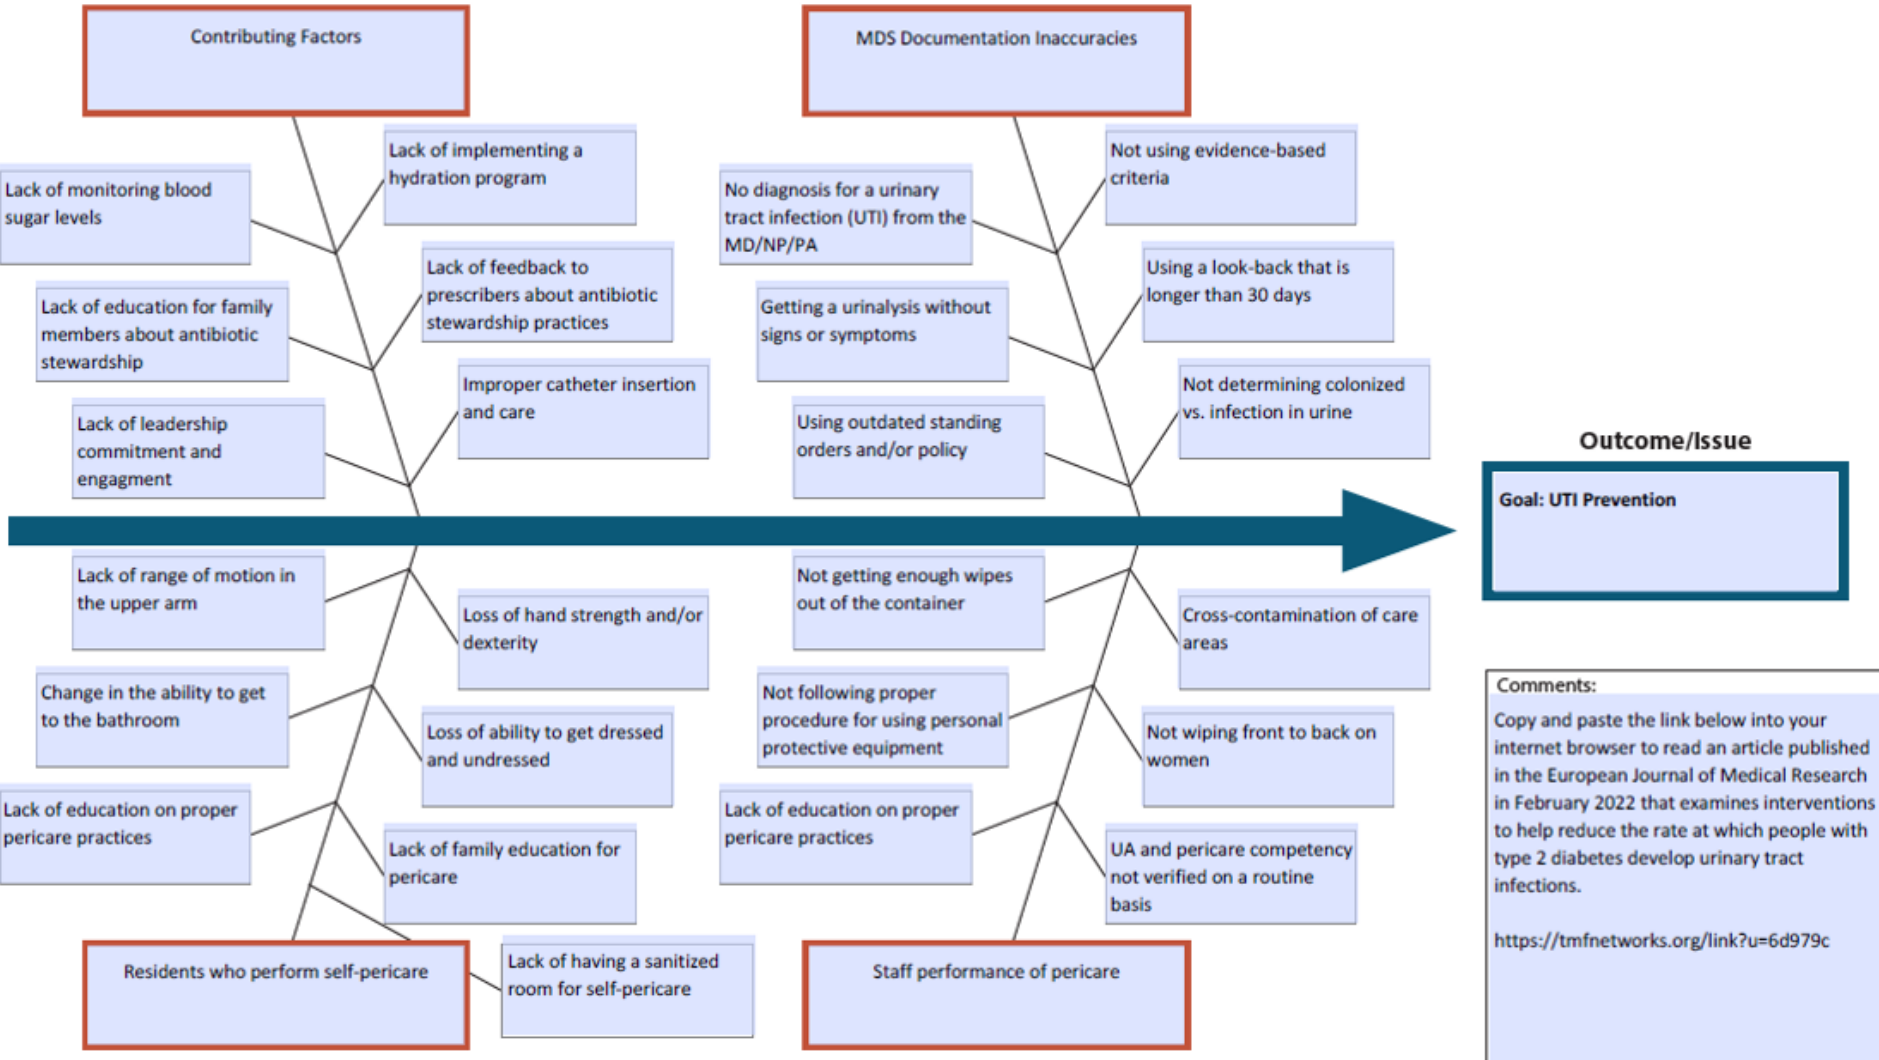 Contributing Factors
MDS Documentation Inaccuracies
Lack of implementing a
hydration program
Lack of monitoring blood
sugar levels
Lack of feedback to
prescribers about antibiotic
stewardship practices
Lack of education for family
members about antibiotic
stewardship
Improper catheter insertion
and care
Lack of leadership
commitment and
engagment
Not using evidence-based
criteria
No diagnosis for a urinary
tract infection (UTI) from the
MD/NP/PA
Using a look-back that is
longer than 30 days
Getting a urinalysis without
signs or symptoms
Not determining colonized
vs. infection in urine
Using outdated standing
orders and/or policy
Outcome/Issue
Goal: UTI Prevention
Lack of range of motion in
the upper arm
Loss of hand strength and/or
dexterity
Change in the ability to get
to the bathroom
Loss of ability to get dressed
and undressed
Lack of education on proper
pericare practices
Lack of family education for
pericare
Lack of having a sanitized
room for self-pericare
Residents who perform self-pericare
Not getting enough wipes
out of the container
Cross-contamination of care
areas
Not following proper
procedure for using personal
protective equipment
Not wiping front to back on
women
Lack of education on proper
pericare practices
UA and pericare competency
not verified on a routine
basis
Staff performance of pericare
Comments:
Copy and paste the link below into your
internet browser to read an article published
in the European Journal of Medical Research
in February 2022 that examines interventions
to help reduce the rate at which people with
type 2 diabetes develop urinary tract
infections.
https://tmfnetworks.org/link?u=6d979c